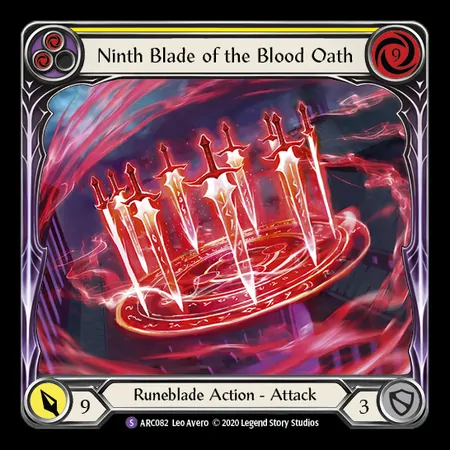 Ninth Blade of the Blood Oath
9
Runeblade Action - Attack
9
3
S ARC082 Leo Avero © 2020 Legend Story Studios